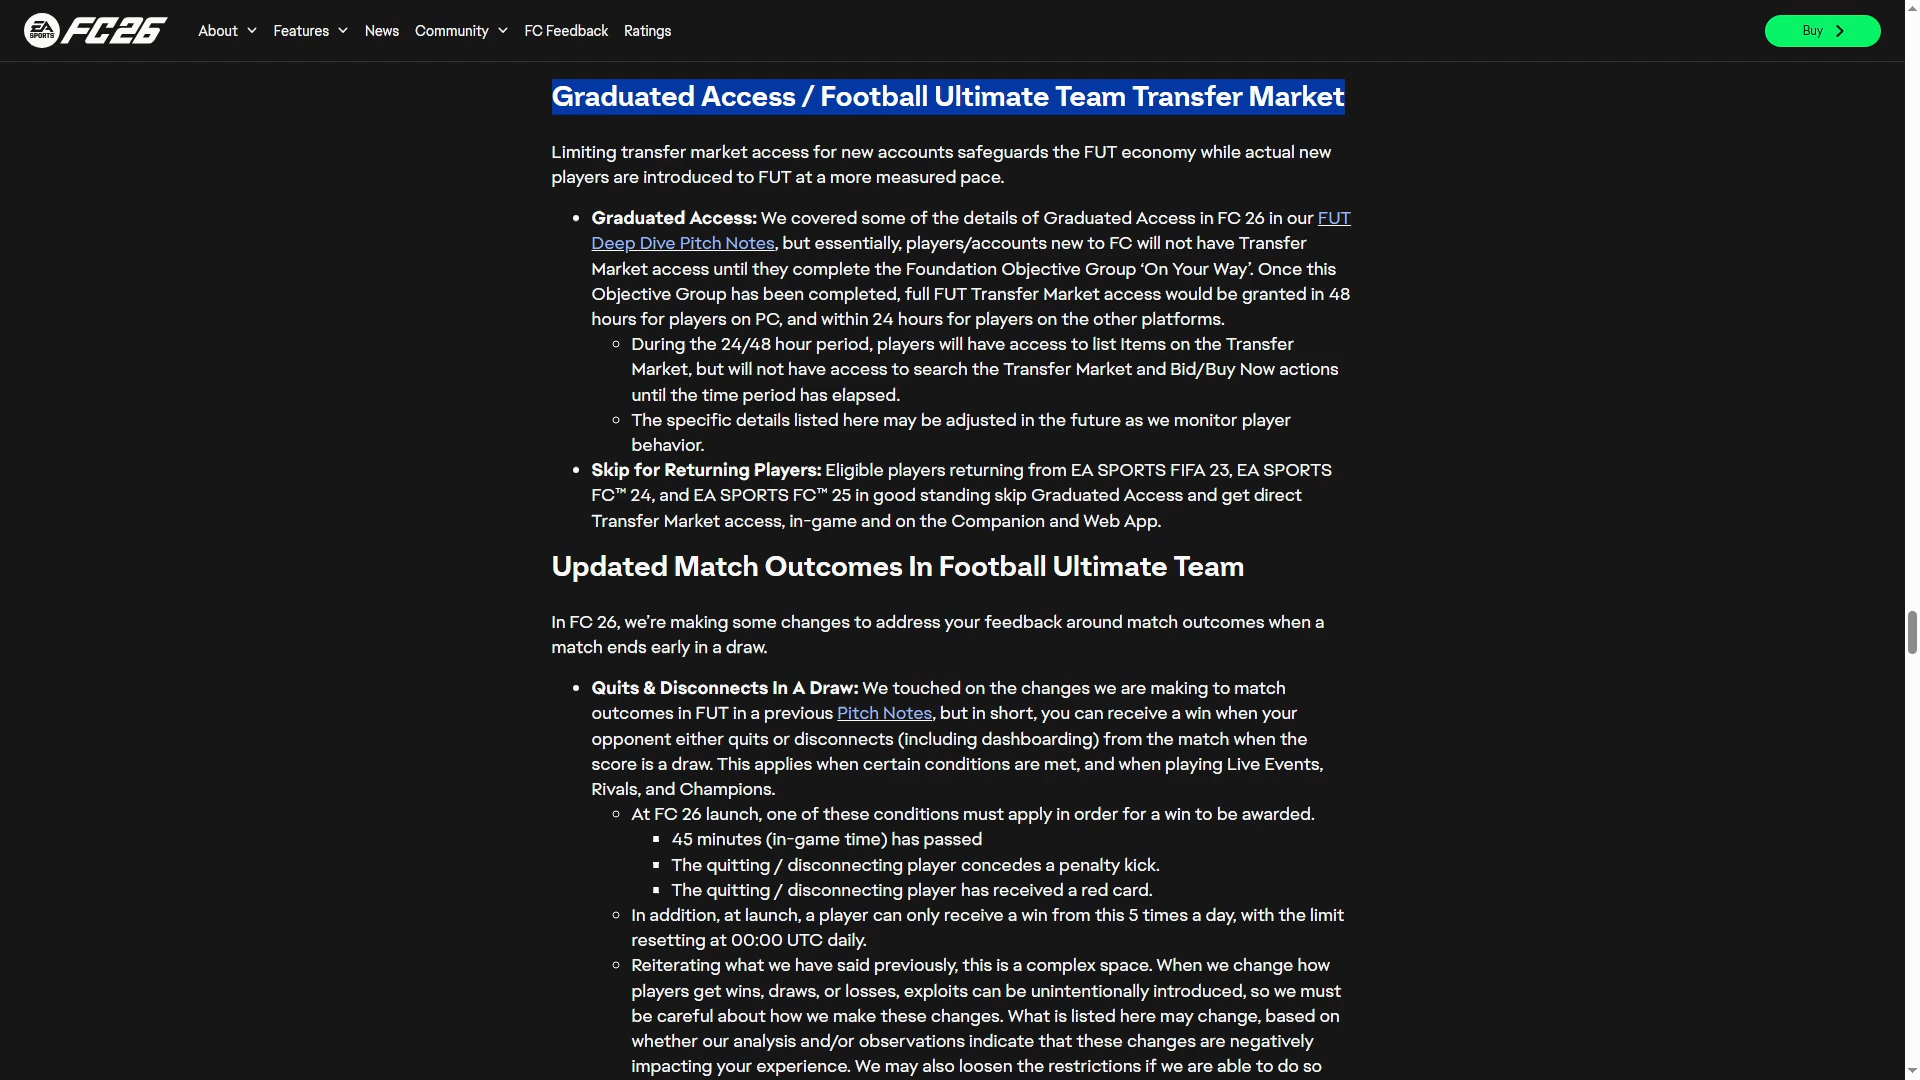 EA SPORTS FC26 About Features News Community FC Feedback Ratings Buy
Graduated Access / Football Ultimate Team Transfer Market
Limiting transfer market access for new accounts safeguards the FUT economy while actual new
players are introduced to FUT at a more measured pace.
• Graduated Access: We covered some of the details of Graduated Access in FC 26 in our FUT
Deep Dive Pitch Notes, but essentially, players/accounts new to FC will not have Transfer
Market access until they complete the Foundation Objective Group ‘On Your Way’. Once this
Objective Group has been completed, full FUT Transfer Market access would be granted in 48
hours for players on PC, and within 24 hours for players on the other platforms.
◦ During the 24/48 hour period, players will have access to list Items on the Transfer
Market, but will not have access to search the Transfer Market and Bid/Buy Now actions
until the time period has elapsed.
◦ The specific details listed here may be adjusted in the future as we monitor player
behavior.
• Skip for Returning Players: Eligible players returning from EA SPORTS FIFA 23, EA SPORTS
FC™ 24, and EA SPORTS FC™ 25 in good standing skip Graduated Access and get direct
Transfer Market access, in-game and on the Companion and Web App.
Updated Match Outcomes In Football Ultimate Team
In FC 26, we’re making some changes to address your feedback around match outcomes when a
match ends early in a draw.
• Quits & Disconnects In A Draw: We touched on the changes we are making to match
outcomes in FUT in a previous Pitch Notes, but in short, you can receive a win when your
opponent either quits or disconnects (including dashboarding) from the match when the
score is a draw. This applies when certain conditions are met, and when playing Live Events,
Rivals, and Champions.
◦ At FC 26 launch, one of these conditions must apply in order for a win to be awarded.
▪ 45 minutes (in-game time) has passed
▪ The quitting / disconnecting player concedes a penalty kick.
▪ The quitting / disconnecting player has received a red card.
◦ In addition, at launch, a player can only receive a win from this 5 times a day, with the limit
resetting at 00:00 UTC daily.
◦ Reiterating what we have said previously, this is a complex space. When we change how
players get wins, draws, or losses, exploits can be unintentionally introduced, so we must
be careful about how we make these changes. What is listed here may change, based on
whether our analysis and/or observations indicate that these changes are negatively
impacting your experience. We may also loosen the restrictions if we are able to do so